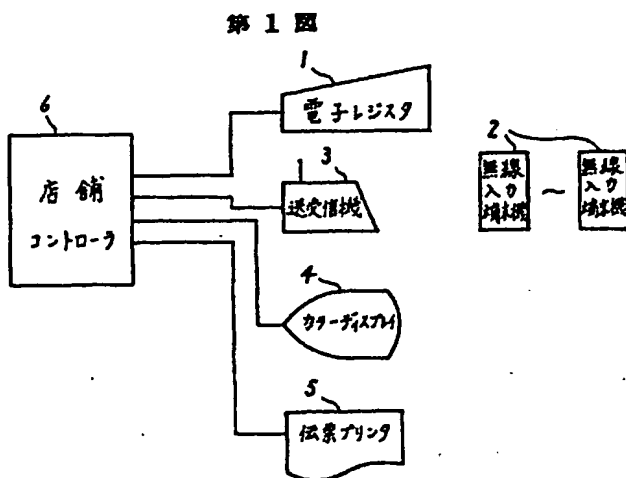 第1図
1
電子レジスタ
6
店舗
コントローラ
3
送受信機
2
無線
入力
端末機
～
無線
入力
端末機
4
カラーディスプレイ
5
伝票プリンタ